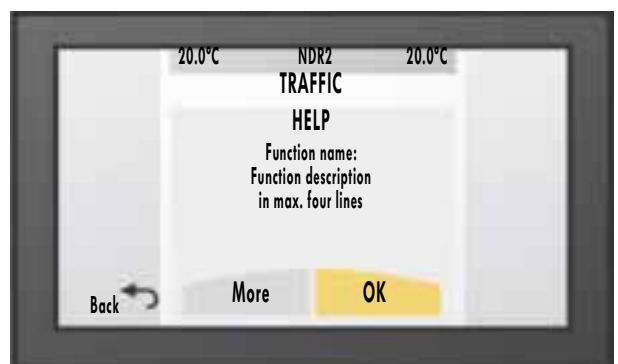 20.0°C NDR2 20.0°C
TRAFFIC
HELP
Function name:
Function description
in max. four lines
Back More OK